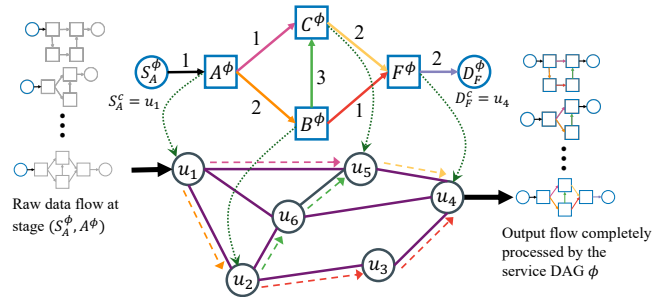 C^ϕ
1
2
S_A^ϕ
1
A^ϕ
3
F^ϕ
2
D_F^ϕ
S_A^c = u_1
2
1
D_F^c = u_4
B^ϕ
u_1
u_5
u_4
u_6
u_3
u_2
Raw data flow at
stage (S_A^ϕ, A^ϕ)
Output flow completely
processed by the
service DAG ϕ